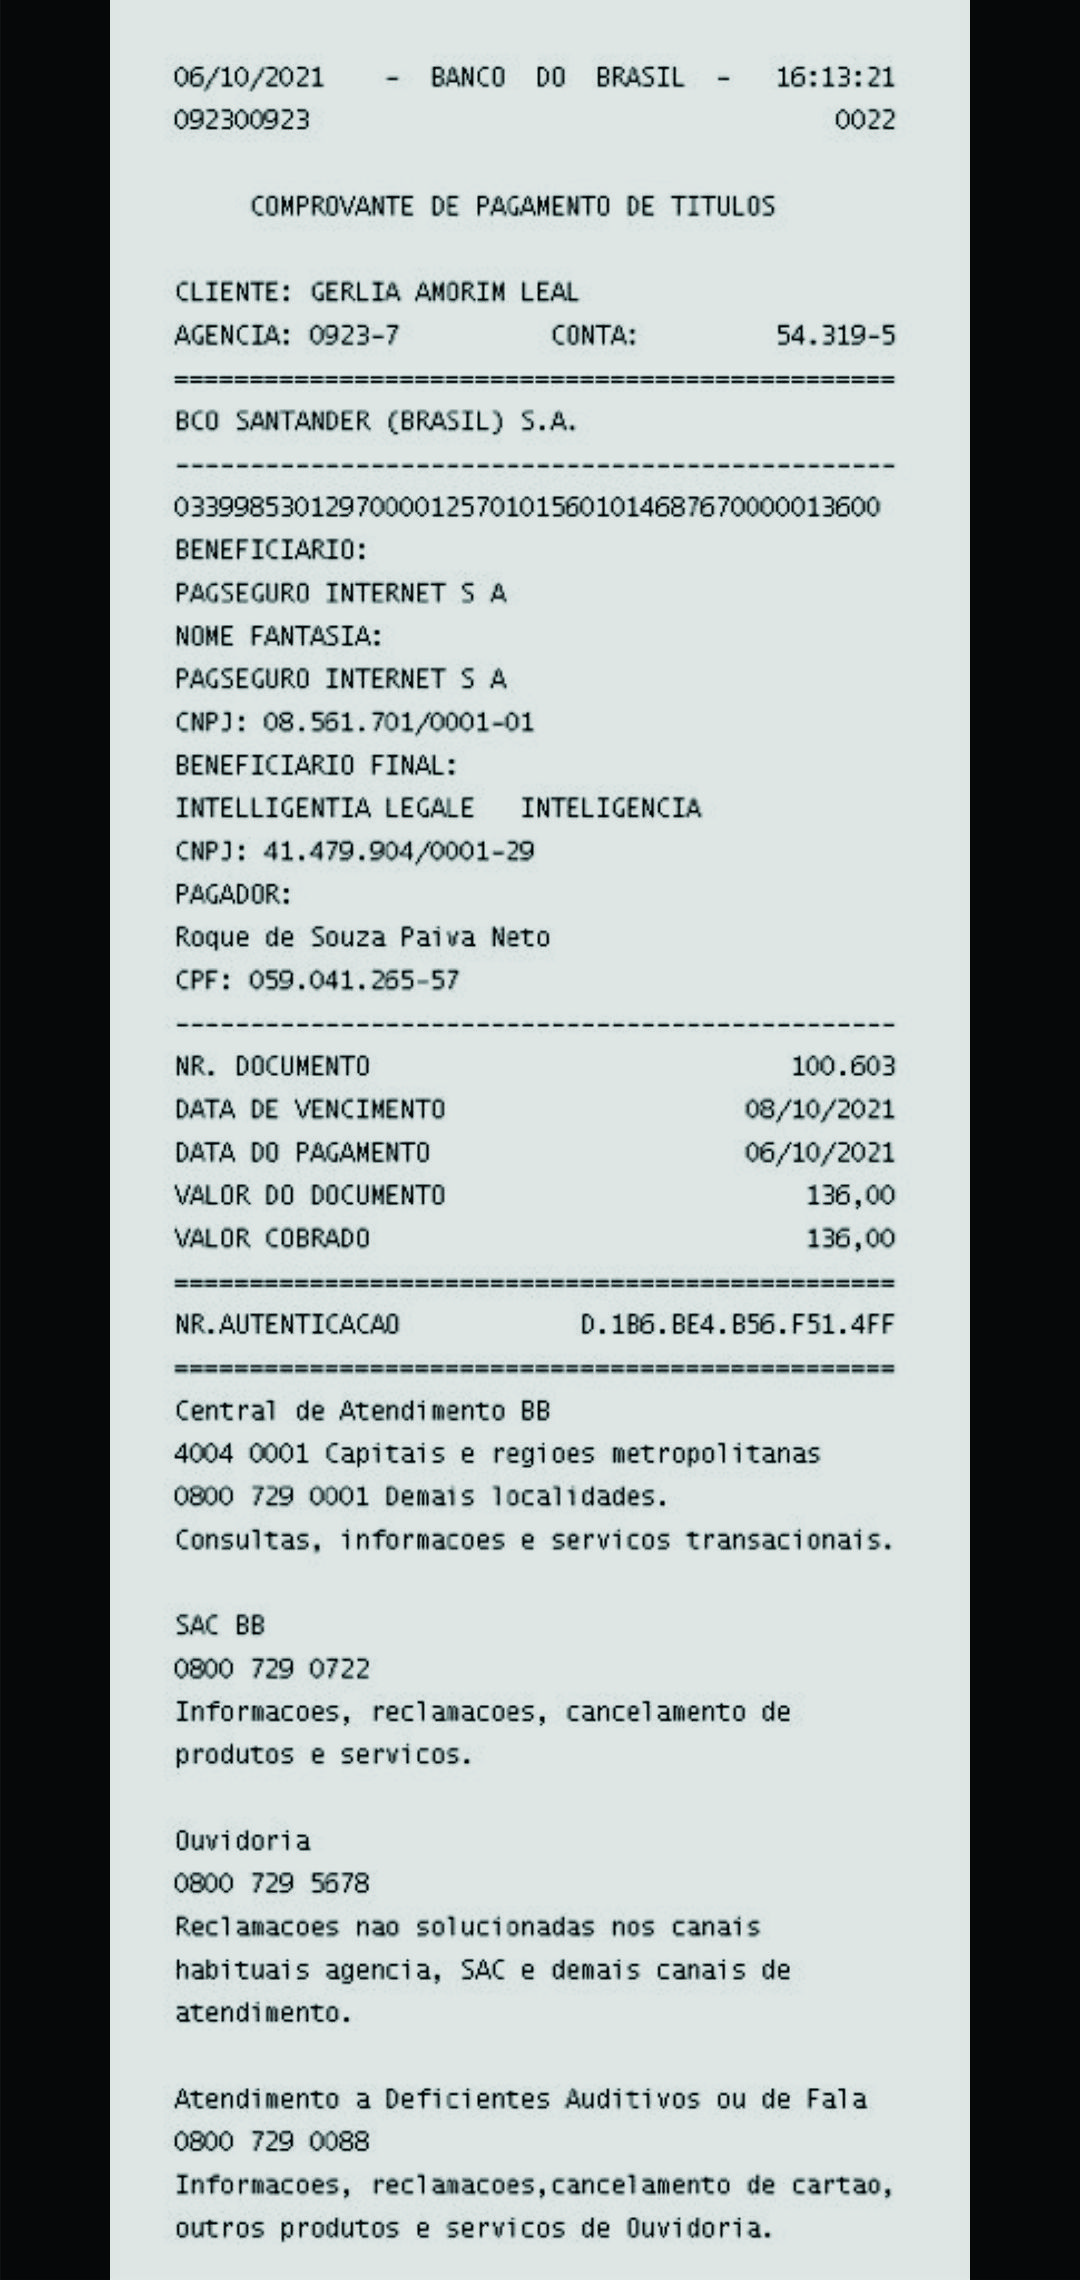 06/10/2021 - BANCO DO BRASIL - 16:13:21
092300923 0022
COMPROVANTE DE PAGAMENTO DE TITULOS
CLIENTE: GERLIA AMORIM LEAL
AGENCIA: 0923-7 CONTA: 54.319-5
================================================
BCO SANTANDER (BRASIL) S.A.
------------------------------------------------
03399853012970000125701015601014687670000013600
BENEFICIARIO:
PAGSEGURO INTERNET S A
NOME FANTASIA:
PAGSEGURO INTERNET S A
CNPJ: 08.561.701/0001-01
BENEFICIARIO FINAL:
INTELLIGENTIA LEGALE INTELIGENCIA
CNPJ: 41.479.904/0001-29
PAGADOR:
Roque de Souza Paiva Neto
CPF: 059.041.265-57
------------------------------------------------
NR. DOCUMENTO 100.603
DATA DE VENCIMENTO 08/10/2021
DATA DO PAGAMENTO 06/10/2021
VALOR DO DOCUMENTO 136,00
VALOR COBRADO 136,00
================================================
NR.AUTENTICACAO D.1B6.BE4.B56.F51.4FF
================================================
Central de Atendimento BB
4004 0001 Capitais e regioes metropolitanas
0800 729 0001 Demais localidades.
Consultas, informacoes e servicos transacionais.
SAC BB
0800 729 0722
Informacoes, reclamacoes, cancelamento de
produtos e servicos.
Ouvidoria
0800 729 5678
Reclamacoes nao solucionadas nos canais
habituais agencia, SAC e demais canais de
atendimento.
Atendimento a Deficientes Auditivos ou de Fala
0800 729 0088
Informacoes, reclamacoes,cancelamento de cartao,
outros produtos e servicos de Ouvidoria.